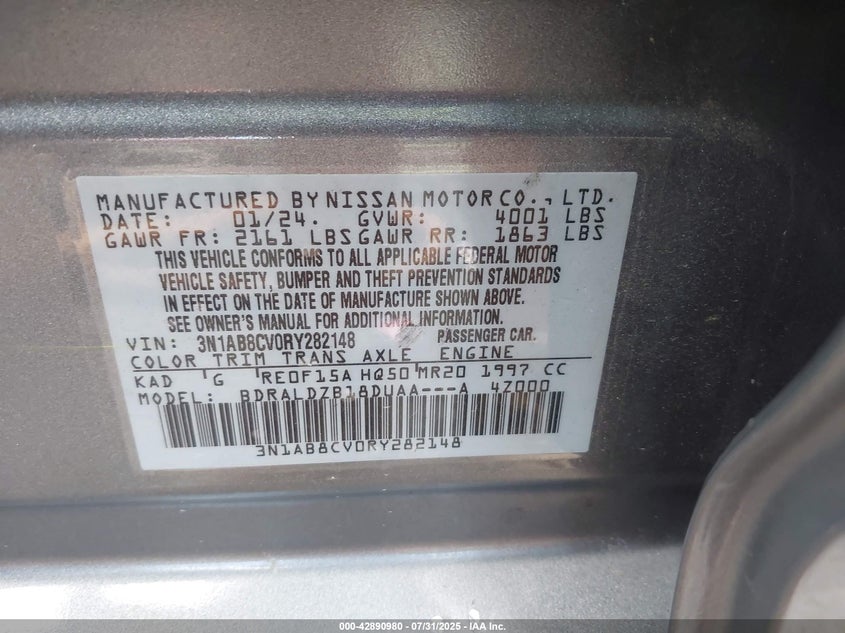 MANUFACTURED BY NISSAN MOTOR CO., LTD.
DATE: 01/24. GVWR: 4001 LBS
GAWR FR: 2161 LBS GAWR RR: 1863 LBS
THIS VEHICLE CONFORMS TO ALL APPLICABLE FEDERAL MOTOR
VEHICLE SAFETY, BUMPER AND THEFT PREVENTION STANDARDS
IN EFFECT ON THE DATE OF MANUFACTURE SHOWN ABOVE.
SEE OWNER'S MANUAL FOR ADDITIONAL INFORMATION.
VIN: 3N1AB8CV0RY282148 PASSENGER CAR.
COLOR TRIM TRANS AXLE ENGINE
KAD G RE0F15A HQ50 MR20 1997 CC
MODEL: BDRALDZB18DUAA---A 4Z000
3N1AB8CV0RY282148
000-42890980 - 07/31/2025 - IAA Inc.